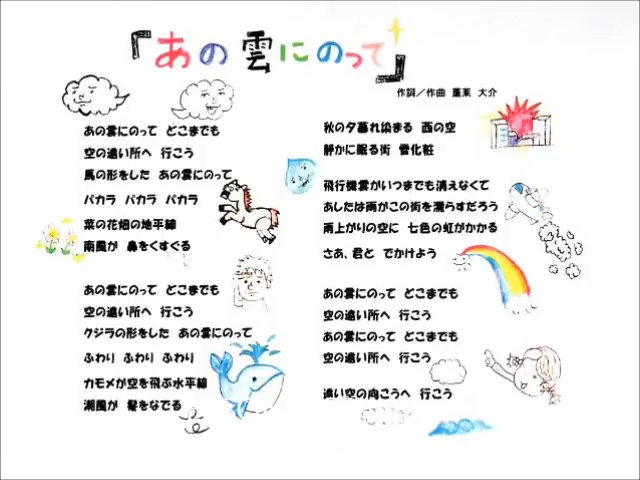 『あの雲にのって』
作詞/作曲 蓬莱 大介
あの雲にのって どこまでも
空の遠い所へ 行こう
馬の形をした あの雲にのって
パカラ パカラ パカラ
菜の花畑の地平線
南風が 鼻をくすぐる
あの雲にのって どこまでも
空の遠い所へ 行こう
クジラの形をした あの雲にのって
ふわり ふわり ふわり
カモメが空を飛ぶ水平線
潮風が 髪をなでる
秋の夕暮れ染まる 西の空
静かに眠る街 雪化粧
飛行機雲がいつまでも消えなくて
あしたは雨がこの街を濡らすだろう
雨上がりの空に 七色の虹がかかる
さあ、君と でかけよう
あの雲にのって どこまでも
空の遠い所へ 行こう
あの雲にのって どこまでも
空の遠い所へ 行こう
遠い空の向こうへ 行こう